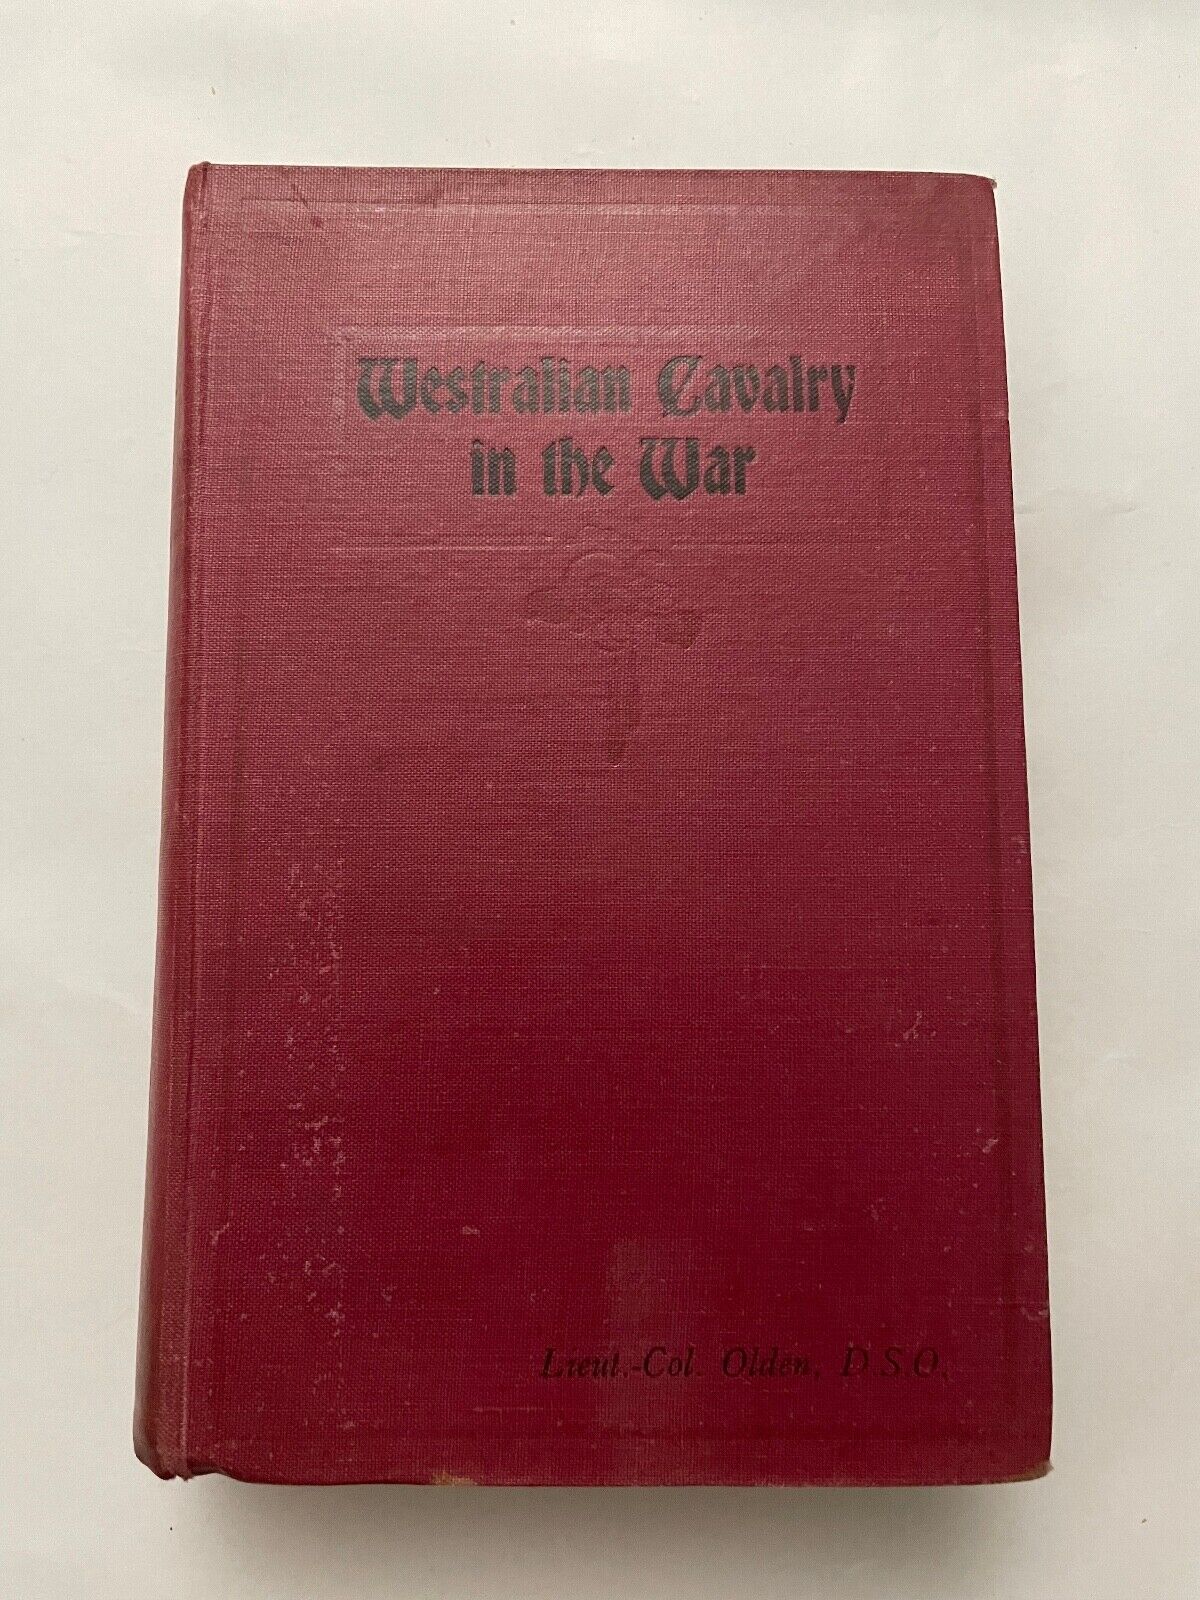 Westralian Cavalry
in the War
Lieut.-Col. Olden, D.S.O.